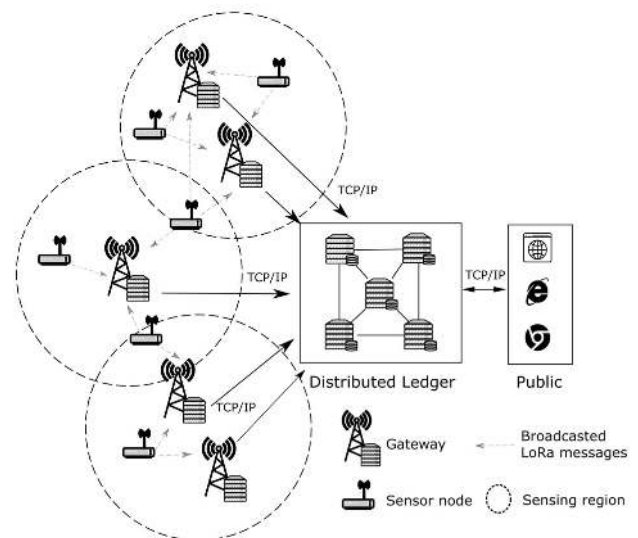 TCP/IP
TCP/IP
TCP/IP
TCP/IP
Distributed Ledger
Public
Gateway
Broadcasted
LoRa messages
Sensor node
Sensing region